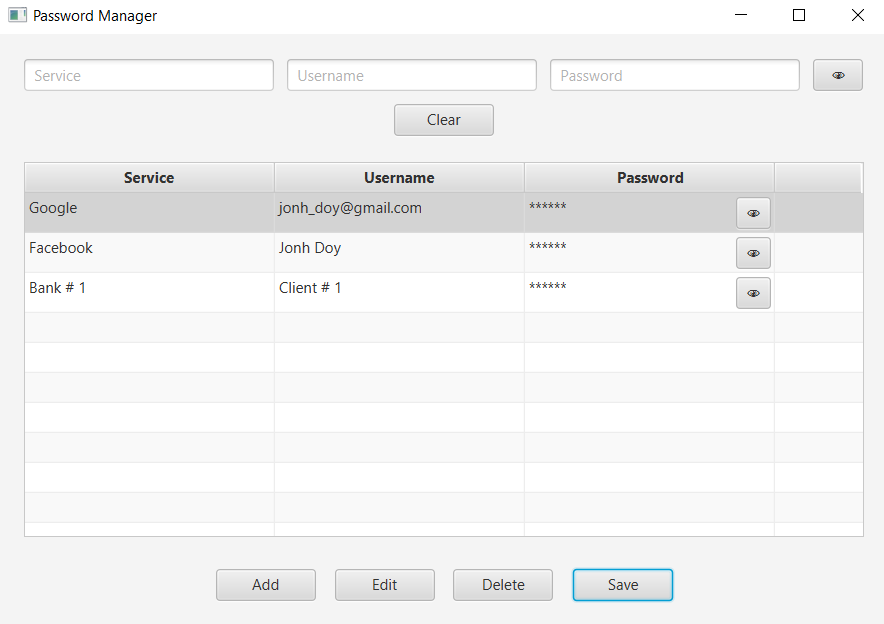 Password Manager
Service Username Password
Clear
Service Username Password
Google jonh_doy@gmail.com ******
Facebook Jonh Doy ******
Bank # 1 Client # 1 ******
Add Edit Delete Save